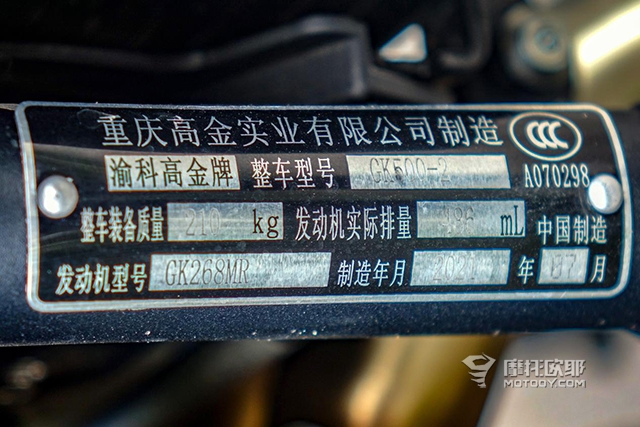 重庆高金实业有限公司制造
CCC
渝科高金牌 整车型号 GK500-2 A070298
整车装备质量 210 kg 发动机实际排量 486 mL 中国制造
发动机型号 GK268MR 制造年月 2021 年 07 月
摩托欧耶
MOTOOY.COM